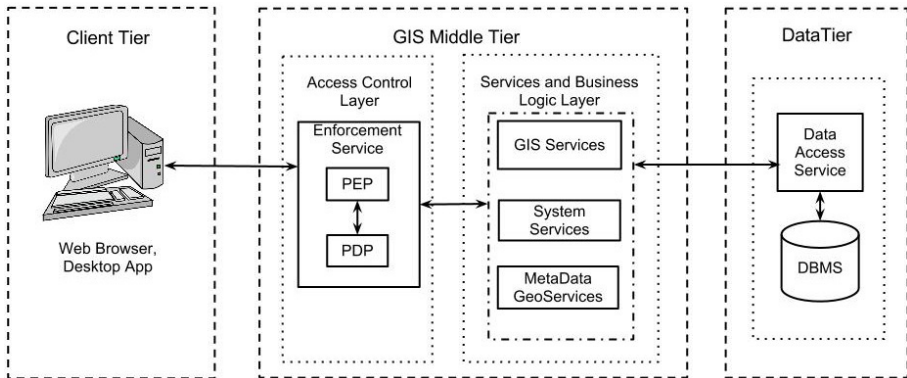 Client Tier
Web Browser,
Desktop App
GIS Middle Tier
Access Control
Layer
Enforcement
Service
PEP
PDP
Services and Business
Logic Layer
GIS Services
System
Services
MetaData
GeoServices
DataTier
Data
Access
Service
DBMS